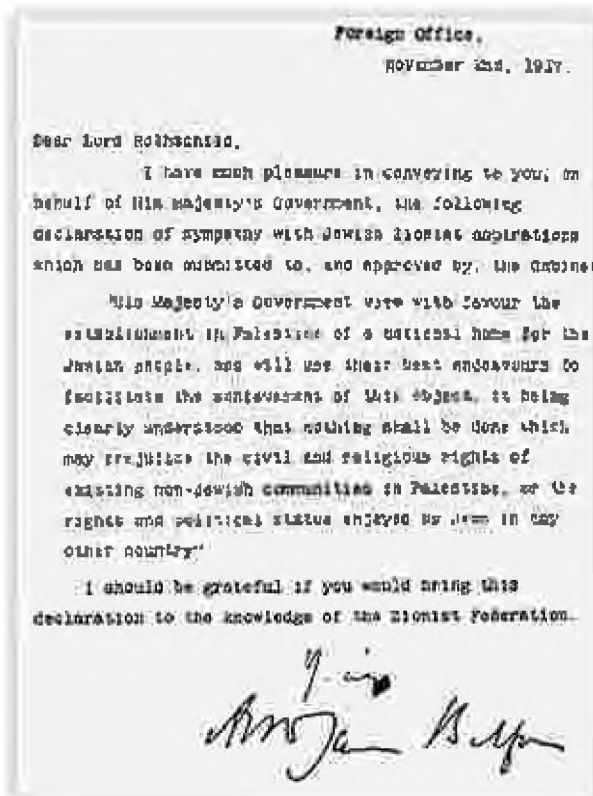 Foreign Office,
November 2nd, 1917.
Dear Lord Rothschild,
I have much pleasure in conveying to you, on
behalf of His Majesty's Government, the following
declaration of sympathy with Jewish Zionist aspirations
which has been submitted to, and approved by, the Cabinet
"His Majesty's Government view with favour the
establishment in Palestine of a national home for the
Jewish people, and will use their best endeavours to
facilitate the achievement of this object, it being
clearly understood that nothing shall be done which
may prejudice the civil and religious rights of
existing non-Jewish communities in Palestine, or the
rights and political status enjoyed by Jews in any
other country"
I should be grateful if you would bring this
declaration to the knowledge of the Zionist Federation.